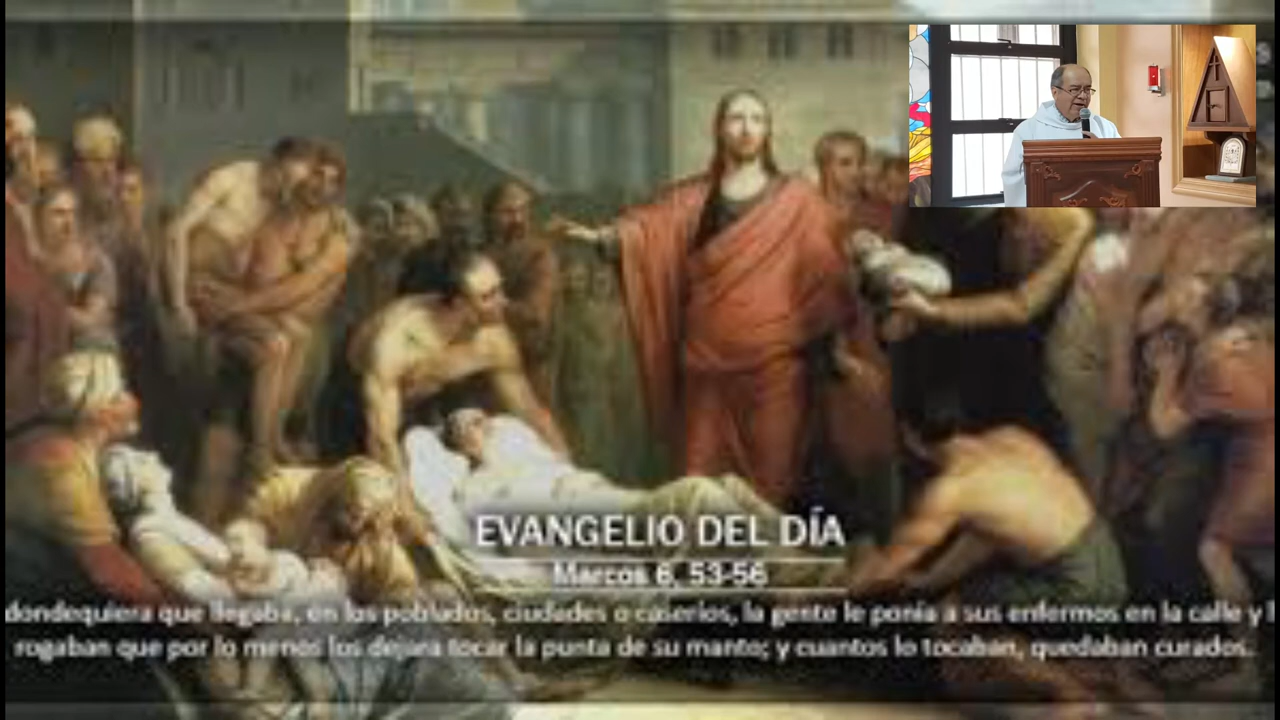 EVANGELIO DEL DÍA
Marcos 6, 53-56
dondequiera que llegaba, en los poblados, ciudades o caseríos, la gente le ponía a sus enfermos en la calle y
rogaban que por lo menos los dejara tocar la punta de su manto; y cuantos lo tocaban, quedaban curados.